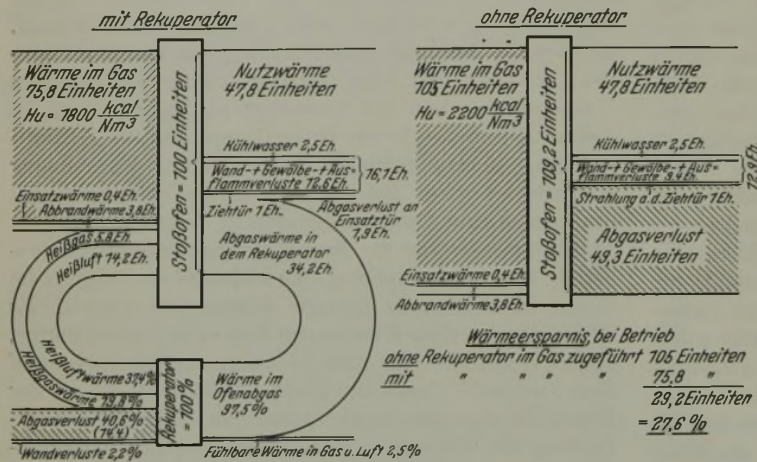 mit Rekuperator
Wärme im Gas
75,8 Einheiten
Hu = 1800 kcal
Nm3
Einsatzwärme 0,4 Eh.
Abbrandwärme 3,8 Eh.
Heißgas 5,8 Eh.
Heißluft 14,2 Eh.
Stoßofen = 100 Einheiten
Nutzwärme
47,8 Einheiten
Kühlwasser 2,5 Eh.
Wand-+ Gewölbe-+ Aus=
flammverluste 12,6 Eh.
16,1 Eh.
Ziehtür 1 Eh.
Abgasverlust an
Einsatztür
1,9 Eh.
Abgaswärme in
dem Rekuperator
34,2 Eh.
Heißluft wärme 37,4 %
Heißgaswärme 19,8 %
Abgasverlust 40,6 %
(14.4)
Wandverluste 2,2 %
Rekuperator
= 100 %
Wärme im
Ofenabgas
97,5 %
Fühlbare Wärme in Gas u. Luft 2,5 %
ohne Rekuperator
Wärme im Gas
105 Einheiten
Hu = 2200 kcal
Nm3
Einsatzwärme 0,4 Eh.
Abbrandwärme 3,8 Eh.
Stoßofen = 109,2 Einheiten
Nutzwärme
47,8 Einheiten
Kühlwasser 2,5 Eh.
Wand-+ Gewölbe-+ Aus=
flammverluste 9,4 Eh.
12,9 Eh.
Strahlung a.d. Ziehtür 1 Eh.
Abgasverlust
49,3 Einheiten
Wärmeersparnis, bei Betrieb
ohne Rekuperator im Gas zugeführt 105 Einheiten
mit " " " " 75,8 "
29,2 Einheiten
= 27,6 %